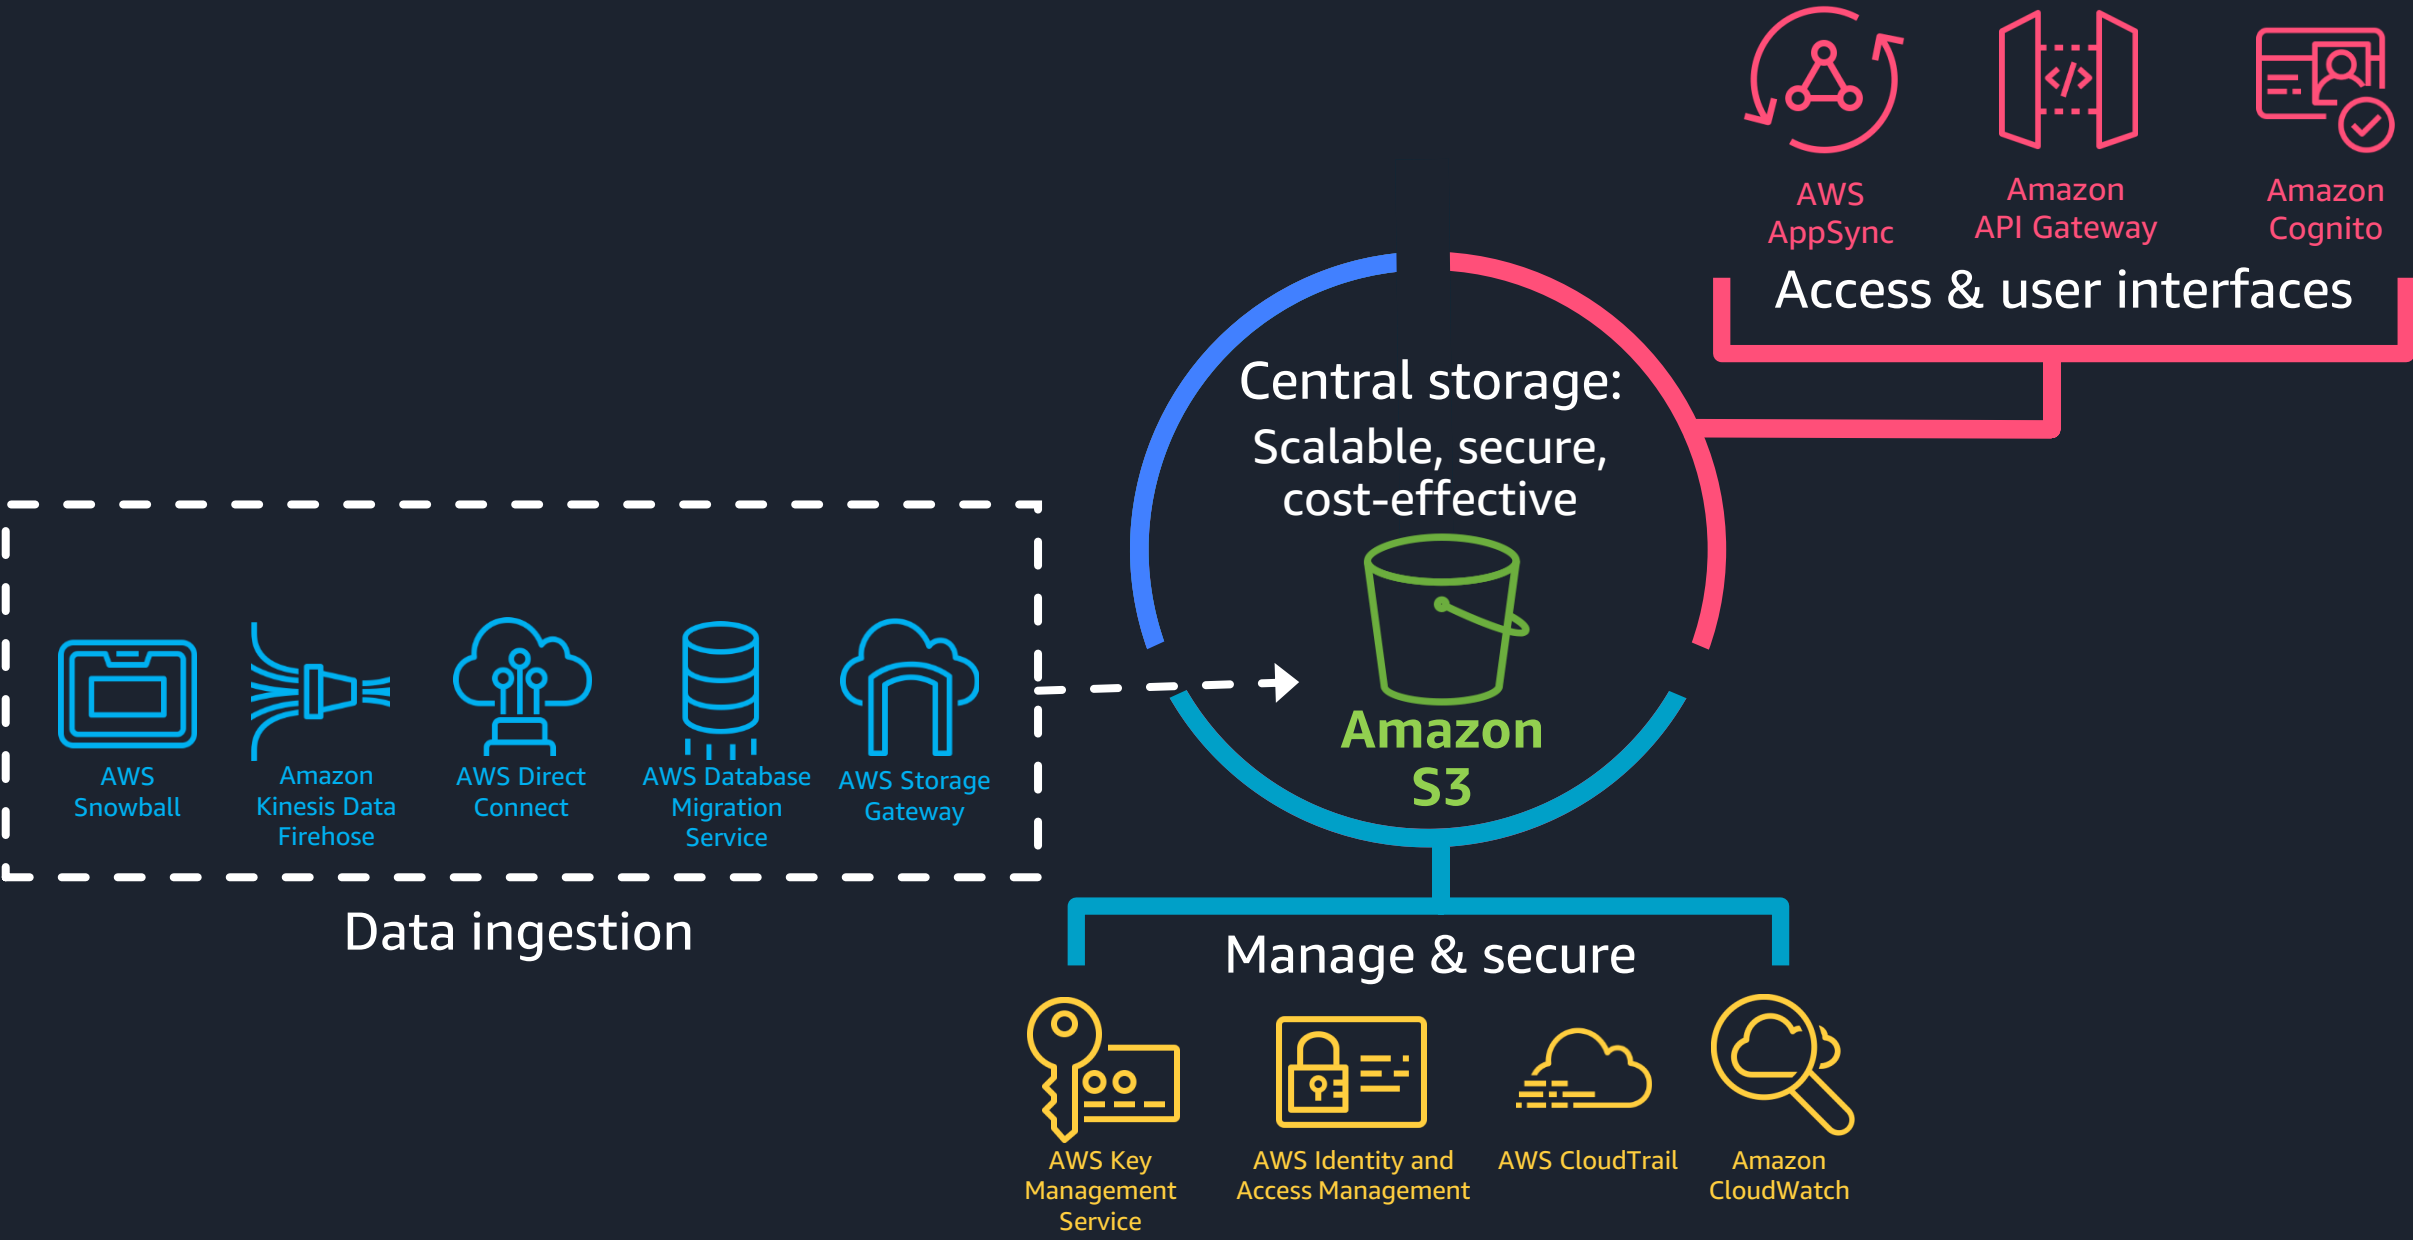 AWS
AppSync
Amazon
API Gateway
Amazon
Cognito
Access & user interfaces
Central storage:
Scalable, secure,
cost-effective
Amazon
S3
AWS
Snowball
Amazon
Kinesis Data
Firehose
AWS Direct
Connect
AWS Database
Migration
Service
AWS Storage
Gateway
Data ingestion
Manage & secure
AWS Key
Management
Service
AWS Identity and
Access Management
AWS CloudTrail
Amazon
CloudWatch